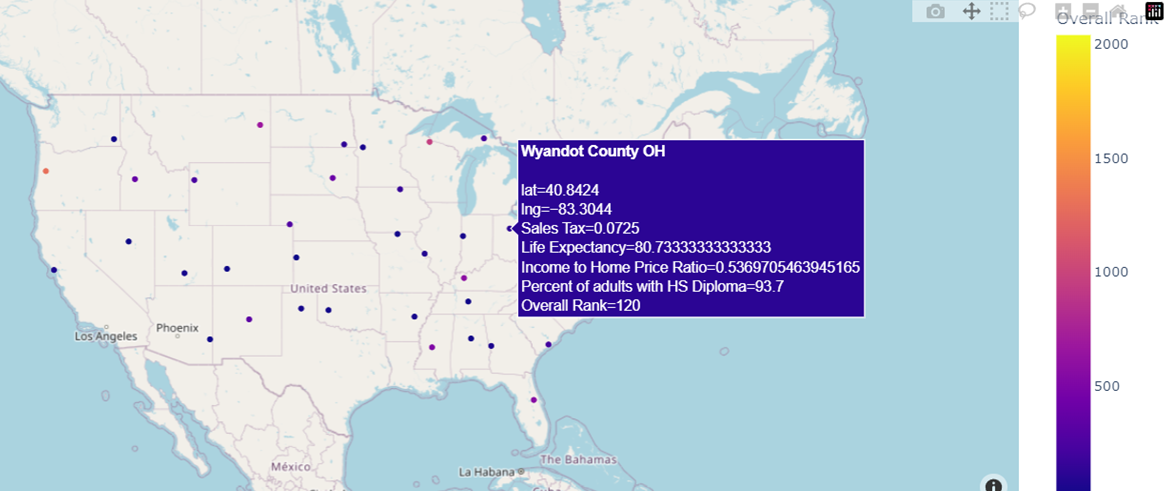 Overall Rank
2000
1500
1000
500
Wyandot County OH
lat=40.8424
lng=−83.3044
Sales Tax=0.0725
Life Expectancy=80.73333333333333
Income to Home Price Ratio=0.5369705463945165
Percent of adults with HS Diploma=93.7
Overall Rank=120
United States
Los Angeles
Phoenix
México
La Habana
The Bahamas